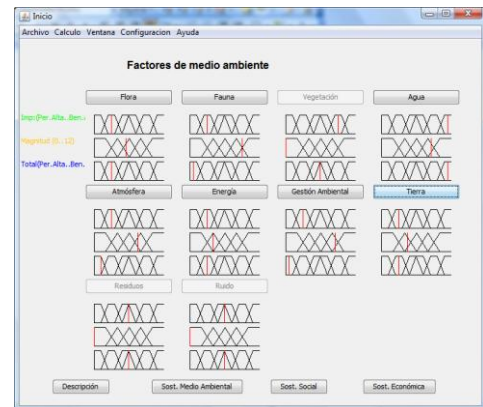 Inicio
Archivo Calculo Ventana Configuracion Ayuda
Factores de medio ambiente
Flora Fauna Vegetación Agua
Imp:(Per.Alta..Ben.
Magnitud (0..12)
Total(Per.Alta..Ben.
Atmósfera Energía Gestión Ambiental Tierra
Residuos Ruido
Descripción Sost. Medio Ambiental Sost. Social Sost. Económica